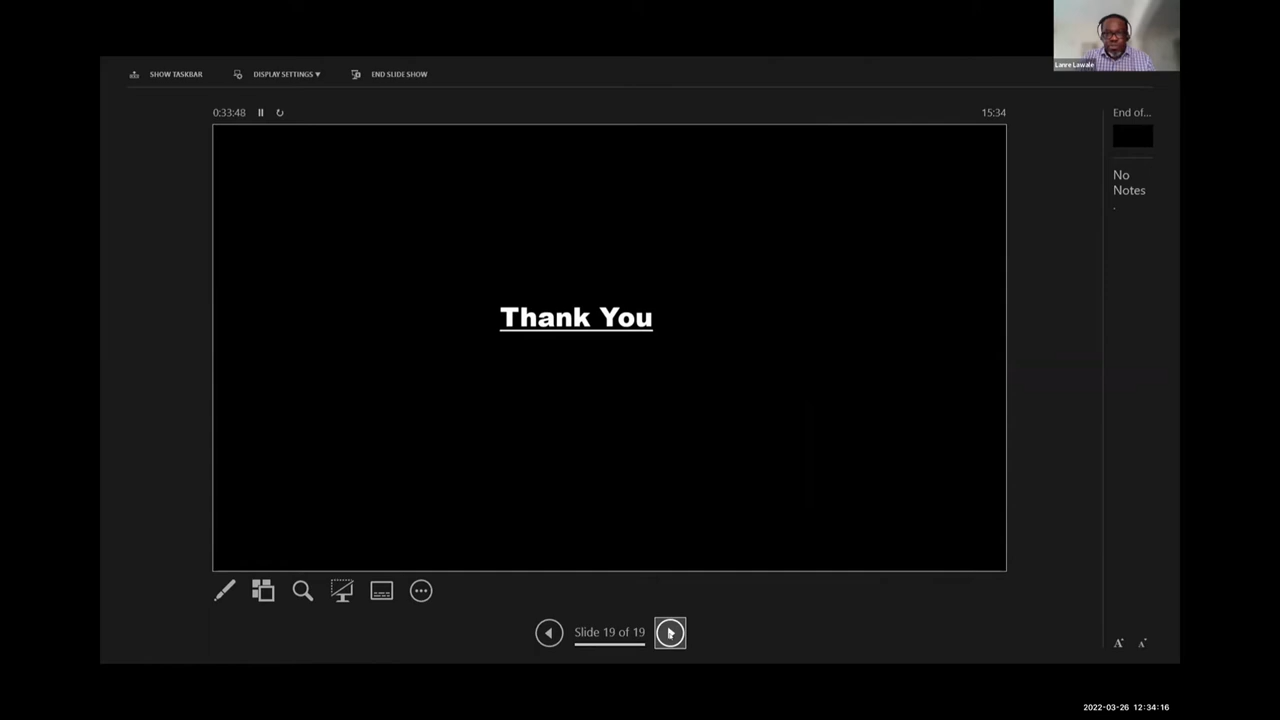 Lanre Lawale
SHOW TASKBAR
DISPLAY SETTINGS ▼
END SLIDE SHOW
0:33:48
15:34
End of...
Thank You
No
Notes
.
Slide 19 of 19
A A
2022-03-26 12:34:16